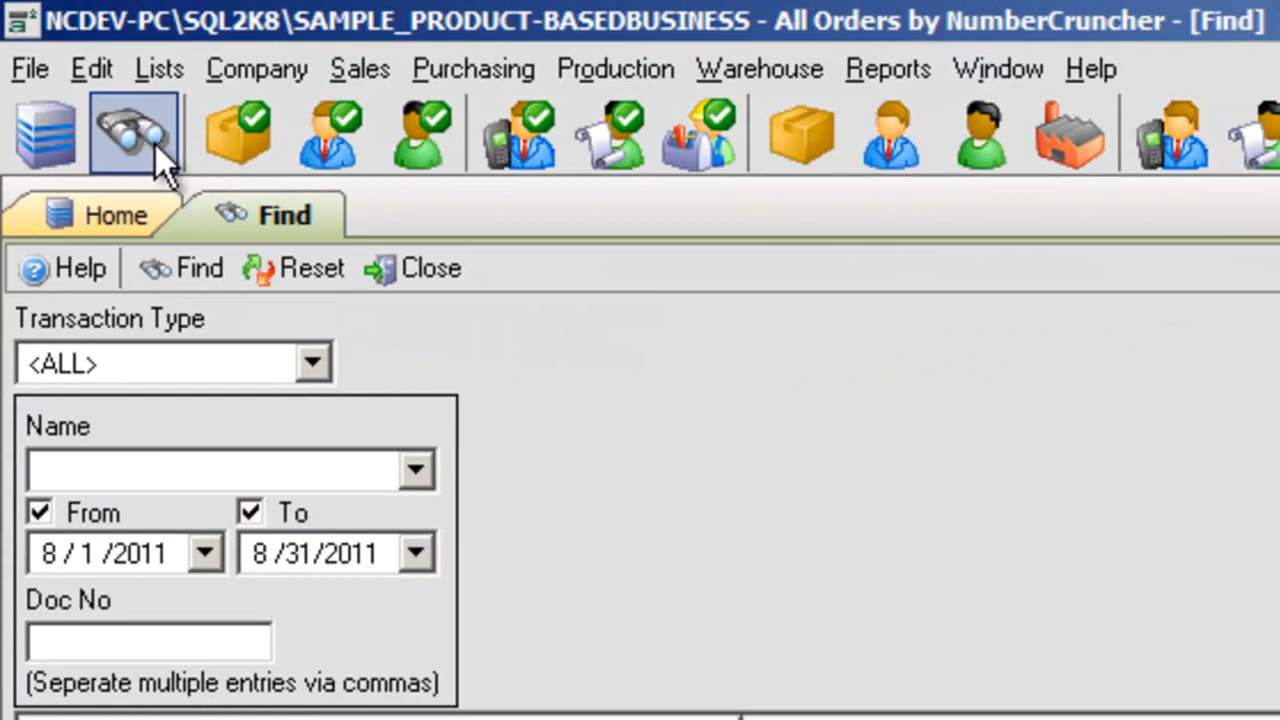 NCDEV-PC\SQL2K8\SAMPLE_PRODUCT-BASEDBUSINESS - All Orders by NumberCruncher - [Find]
File Edit Lists Company Sales Purchasing Production Warehouse Reports Window Help
Home Find
Help Find Reset Close
Transaction Type
<ALL>
Name
From To
8 / 1 /2011 8 /31/2011
Doc No
(Seperate multiple entries via commas)